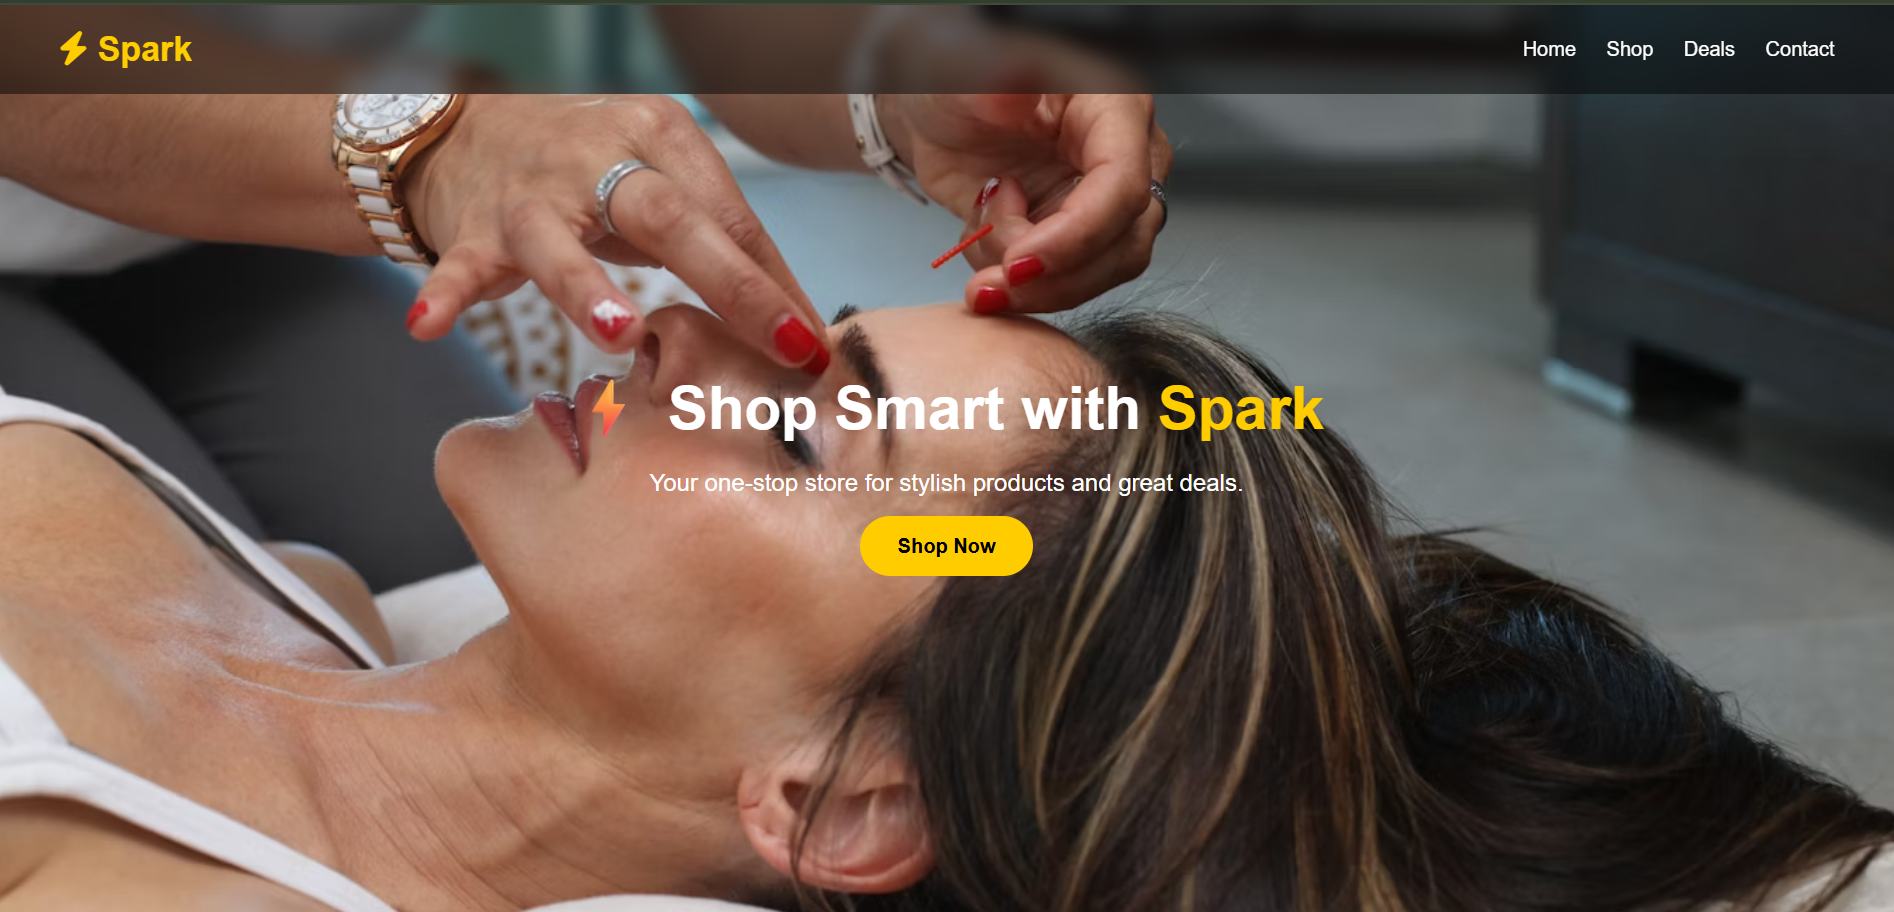 Spark
Home Shop Deals Contact
Shop Smart with Spark
Your one-stop store for stylish products and great deals.
Shop Now